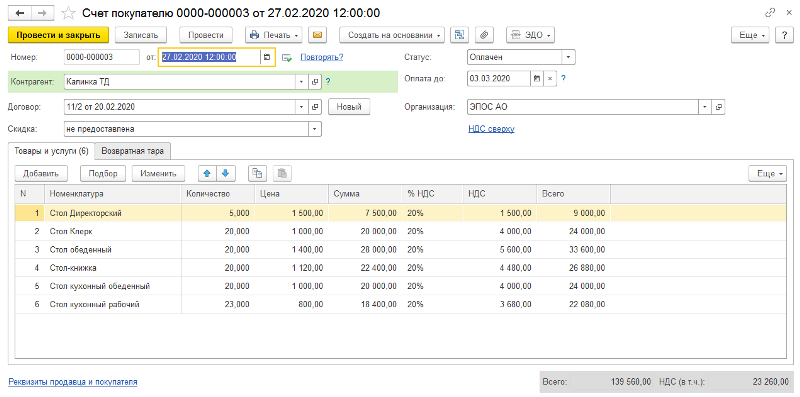 Счет покупателю 0000-000003 от 27.02.2020 12:00:00
Провести и закрыть Записать Провести Печать Создать на основании ЭДО Еще ?
Номер: 0000-000003 от: 27.02.2020 12:00:00 Повторять? Статус: Оплачен
Контрагент: Калинка ТД ? Оплата до: 03.03.2020 ?
Договор: 11/2 от 20.02.2020 Новый Организация: ЭПОС АО
Скидка: не предоставлена НДС сверху
Товары и услуги (6) Возвратная тара
Добавить Подбор Изменить Еще
N Номенклатура Количество Цена Сумма % НДС НДС Всего
1 Стол Директорский 5,000 1 500,00 7 500,00 20% 1 500,00 9 000,00
2 Стол Клерк 20,000 1 000,00 20 000,00 20% 4 000,00 24 000,00
3 Стол обеденный 20,000 1 400,00 28 000,00 20% 5 600,00 33 600,00
4 Стол-книжка 20,000 1 120,00 22 400,00 20% 4 480,00 26 880,00
5 Стол кухонный обеденный 20,000 1 000,00 20 000,00 20% 4 000,00 24 000,00
6 Стол кухонный рабочий 23,000 800,00 18 400,00 20% 3 680,00 22 080,00
Реквизиты продавца и покупателя Всего: 139 560,00 НДС (в т.ч.): 23 260,00